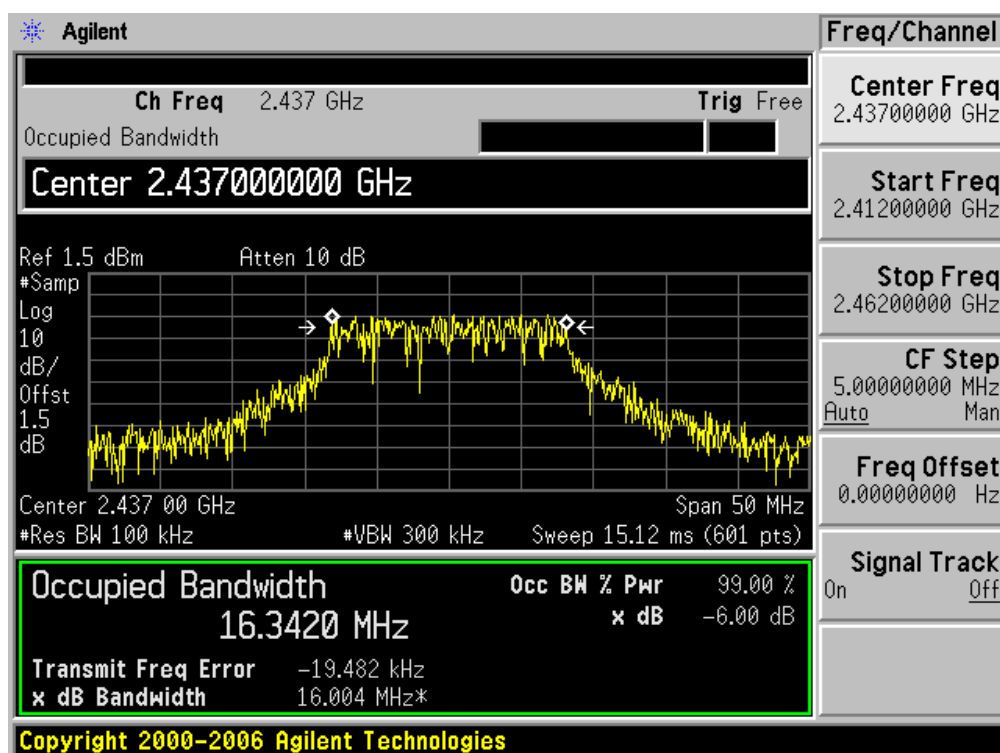 Agilent
Freq/Channel
Ch Freq 2.437 GHz Trig Free
Occupied Bandwidth
Center 2.437000000 GHz
Ref 1.5 dBm Atten 10 dB
#Samp
Log
10
dB/
Offst
1.5
dB
Center 2.437 00 GHz Span 50 MHz
#Res BW 100 kHz #VBW 300 kHz Sweep 15.12 ms (601 pts)
Occupied Bandwidth
16.3420 MHz
Occ BW % Pwr 99.00 %
x dB -6.00 dB
Transmit Freq Error -19.482 kHz
x dB Bandwidth 16.004 MHz*
Center Freq
2.43700000 GHz
Start Freq
2.41200000 GHz
Stop Freq
2.46200000 GHz
CF Step
5.00000000 MHz
Auto Man
Freq Offset
0.00000000 Hz
Signal Track
On Off
Copyright 2000-2006 Agilent Technologies